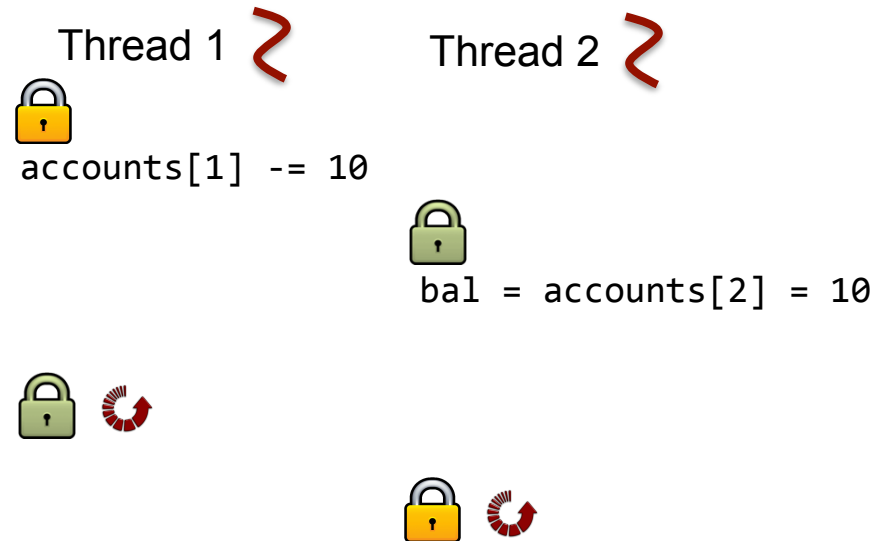 Thread 1
Thread 2
accounts[1] -= 10
bal = accounts[2] = 10